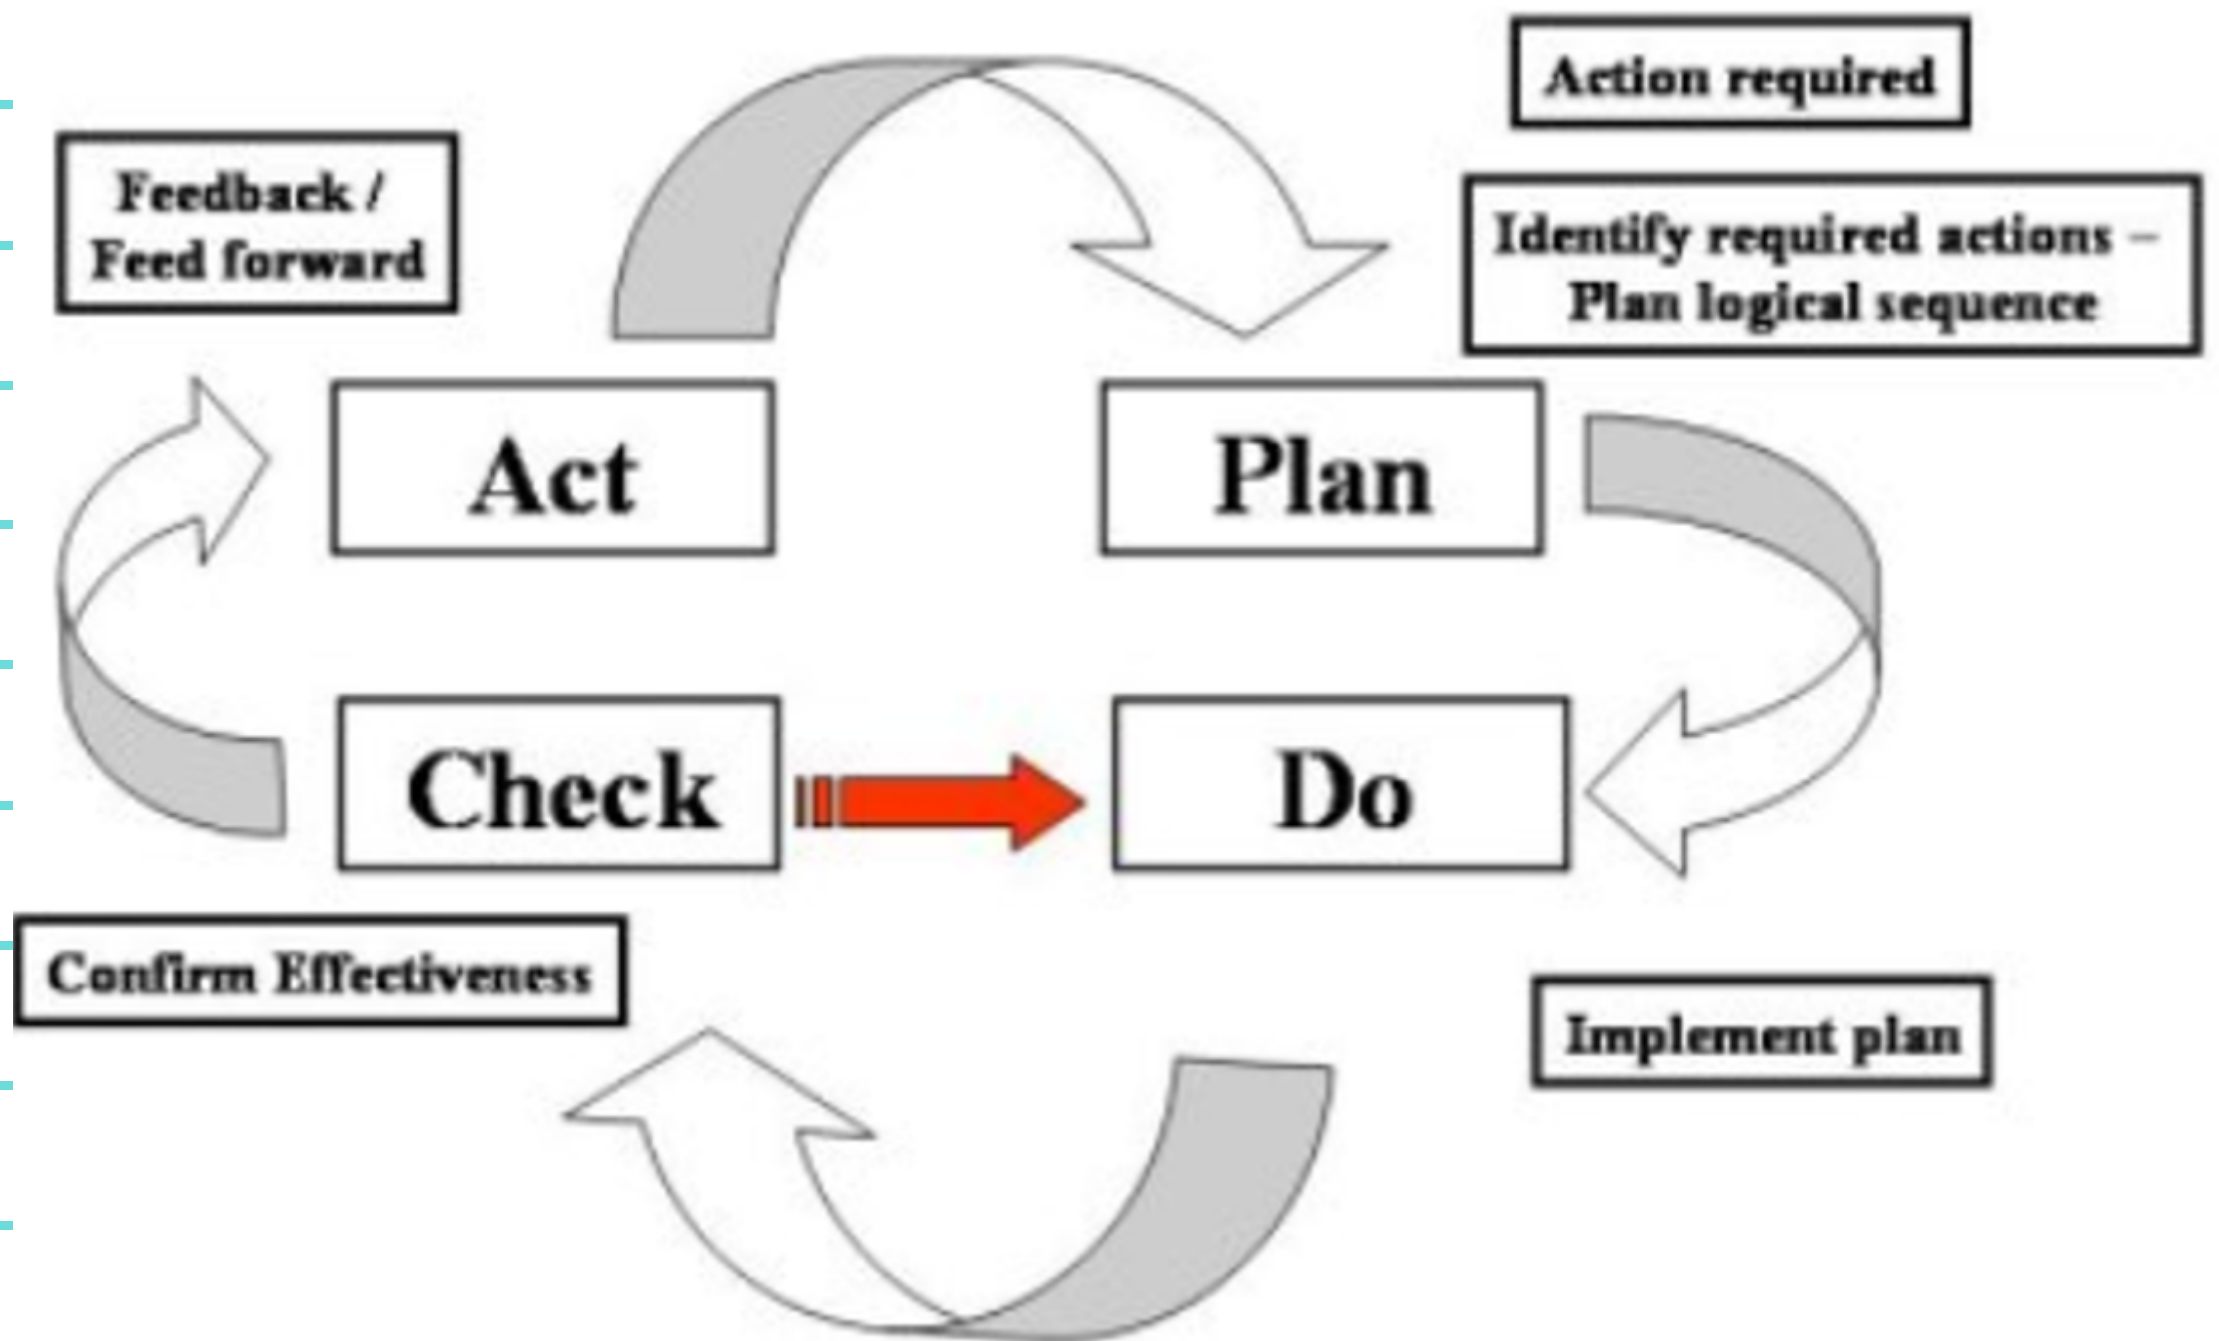 Action required
Feedback /
Feed forward
Identify required actions –
Plan logical sequence
Act
Plan
Check
Do
Confirm Effectiveness
Implement plan